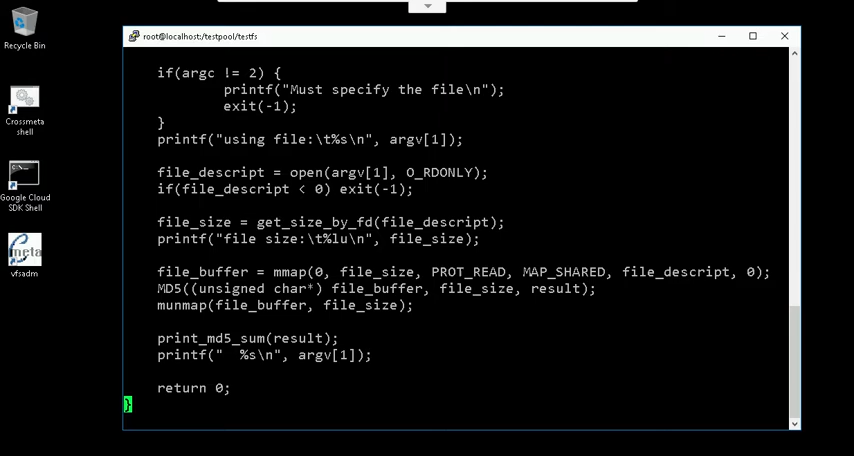 Recycle Bin
Crossmeta
shell
Google Cloud
SDK Shell
meta
vfsadm
root@localhost:/testpool/testfs
if(argc != 2) {
printf("Must specify the file\n");
exit(-1);
}
printf("using file:\t%s\n", argv[1]);
file_descript = open(argv[1], O_RDONLY);
if(file_descript < 0) exit(-1);
file_size = get_size_by_fd(file_descript);
printf("file size:\t%lu\n", file_size);
file_buffer = mmap(0, file_size, PROT_READ, MAP_SHARED, file_descript, 0);
MD5((unsigned char*) file_buffer, file_size, result);
munmap(file_buffer, file_size);
print_md5_sum(result);
printf("  %s\n", argv[1]);
return 0;
}